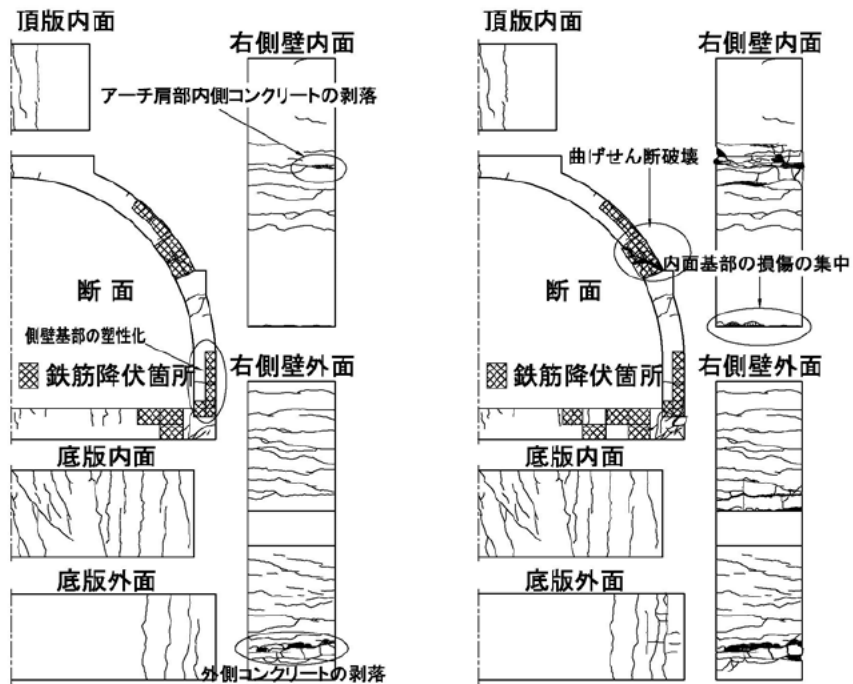 頂版内面
右側壁内面
アーチ肩部内側コンクリートの剥落
断面
側壁基部の塑性化
鉄筋降伏箇所
右側壁外面
底版内面
底版外面
外側コンクリートの剥落
頂版内面
右側壁内面
曲げせん断破壊
内面基部の損傷の集中
断面
鉄筋降伏箇所
右側壁外面
底版内面
底版外面